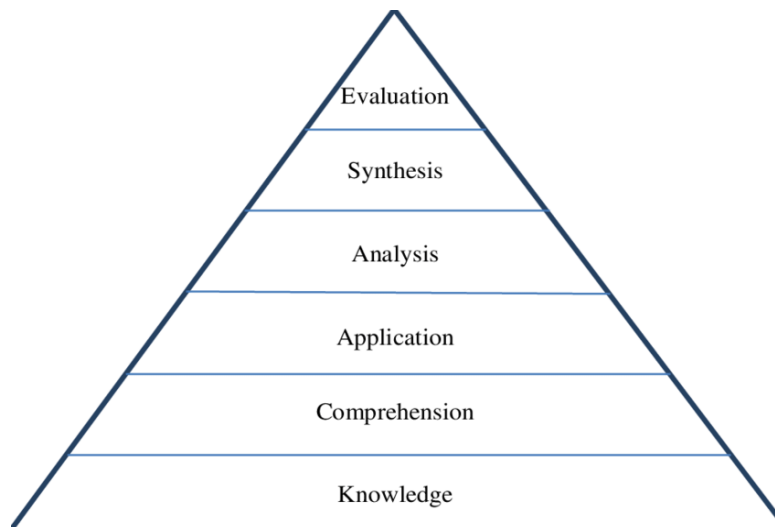 Evaluation
Synthesis
Analysis
Application
Comprehension
Knowledge